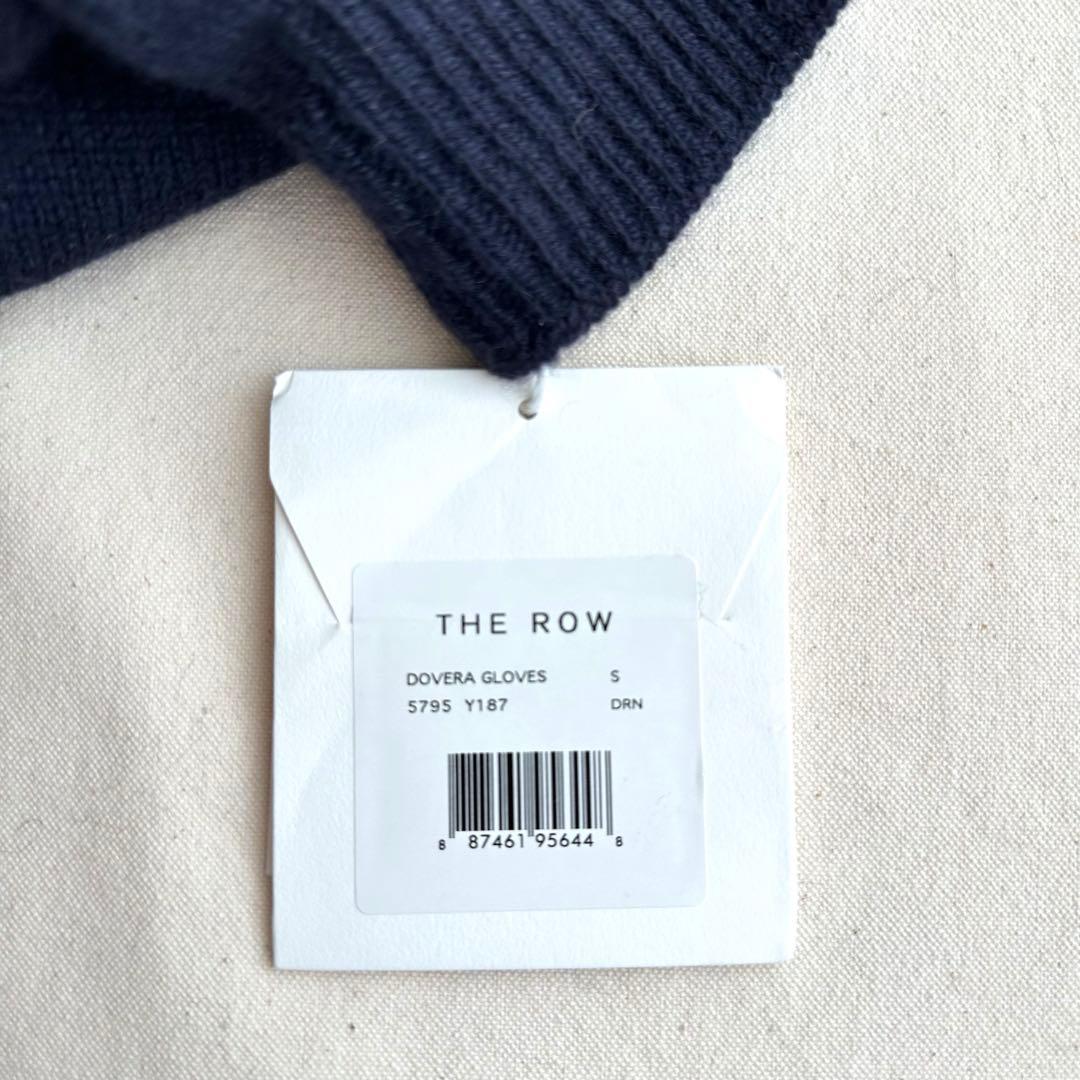 THE ROW
DOVERA GLOVES S
5795 Y187 DRN
8 87461 95644 8